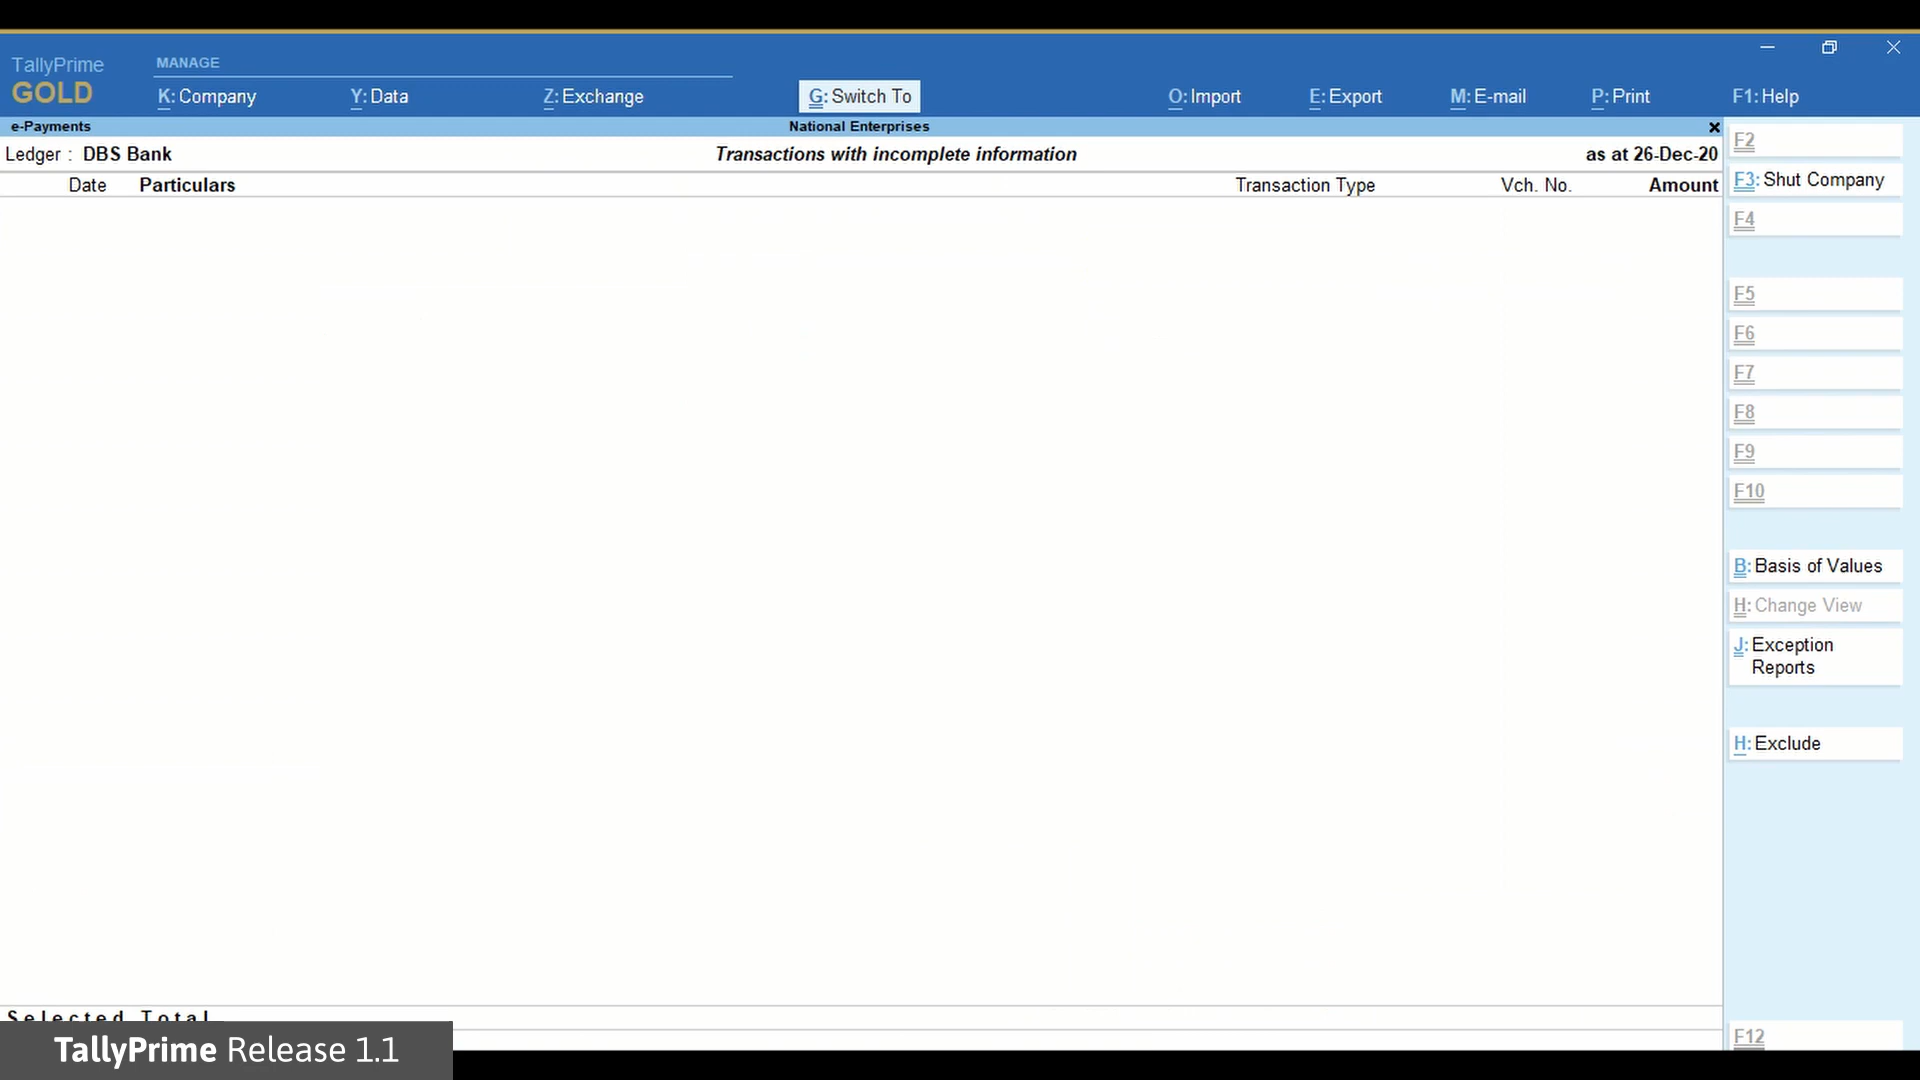 TallyPrime
GOLD
MANAGE
K: Company
Y: Data
Z: Exchange
G: Switch To
O: Import
E: Export
M: E-mail
P: Print
F1: Help
e-Payments
National Enterprises
Ledger : DBS Bank
Transactions with incomplete information
as at 26-Dec-20
Date
Particulars
Transaction Type
Vch. No.
Amount
F2
F3: Shut Company
F4
F5
F6
F7
F8
F9
F10
B: Basis of Values
H: Change View
J: Exception
Reports
H: Exclude
Selected Total
F12
TallyPrime Release 1.1